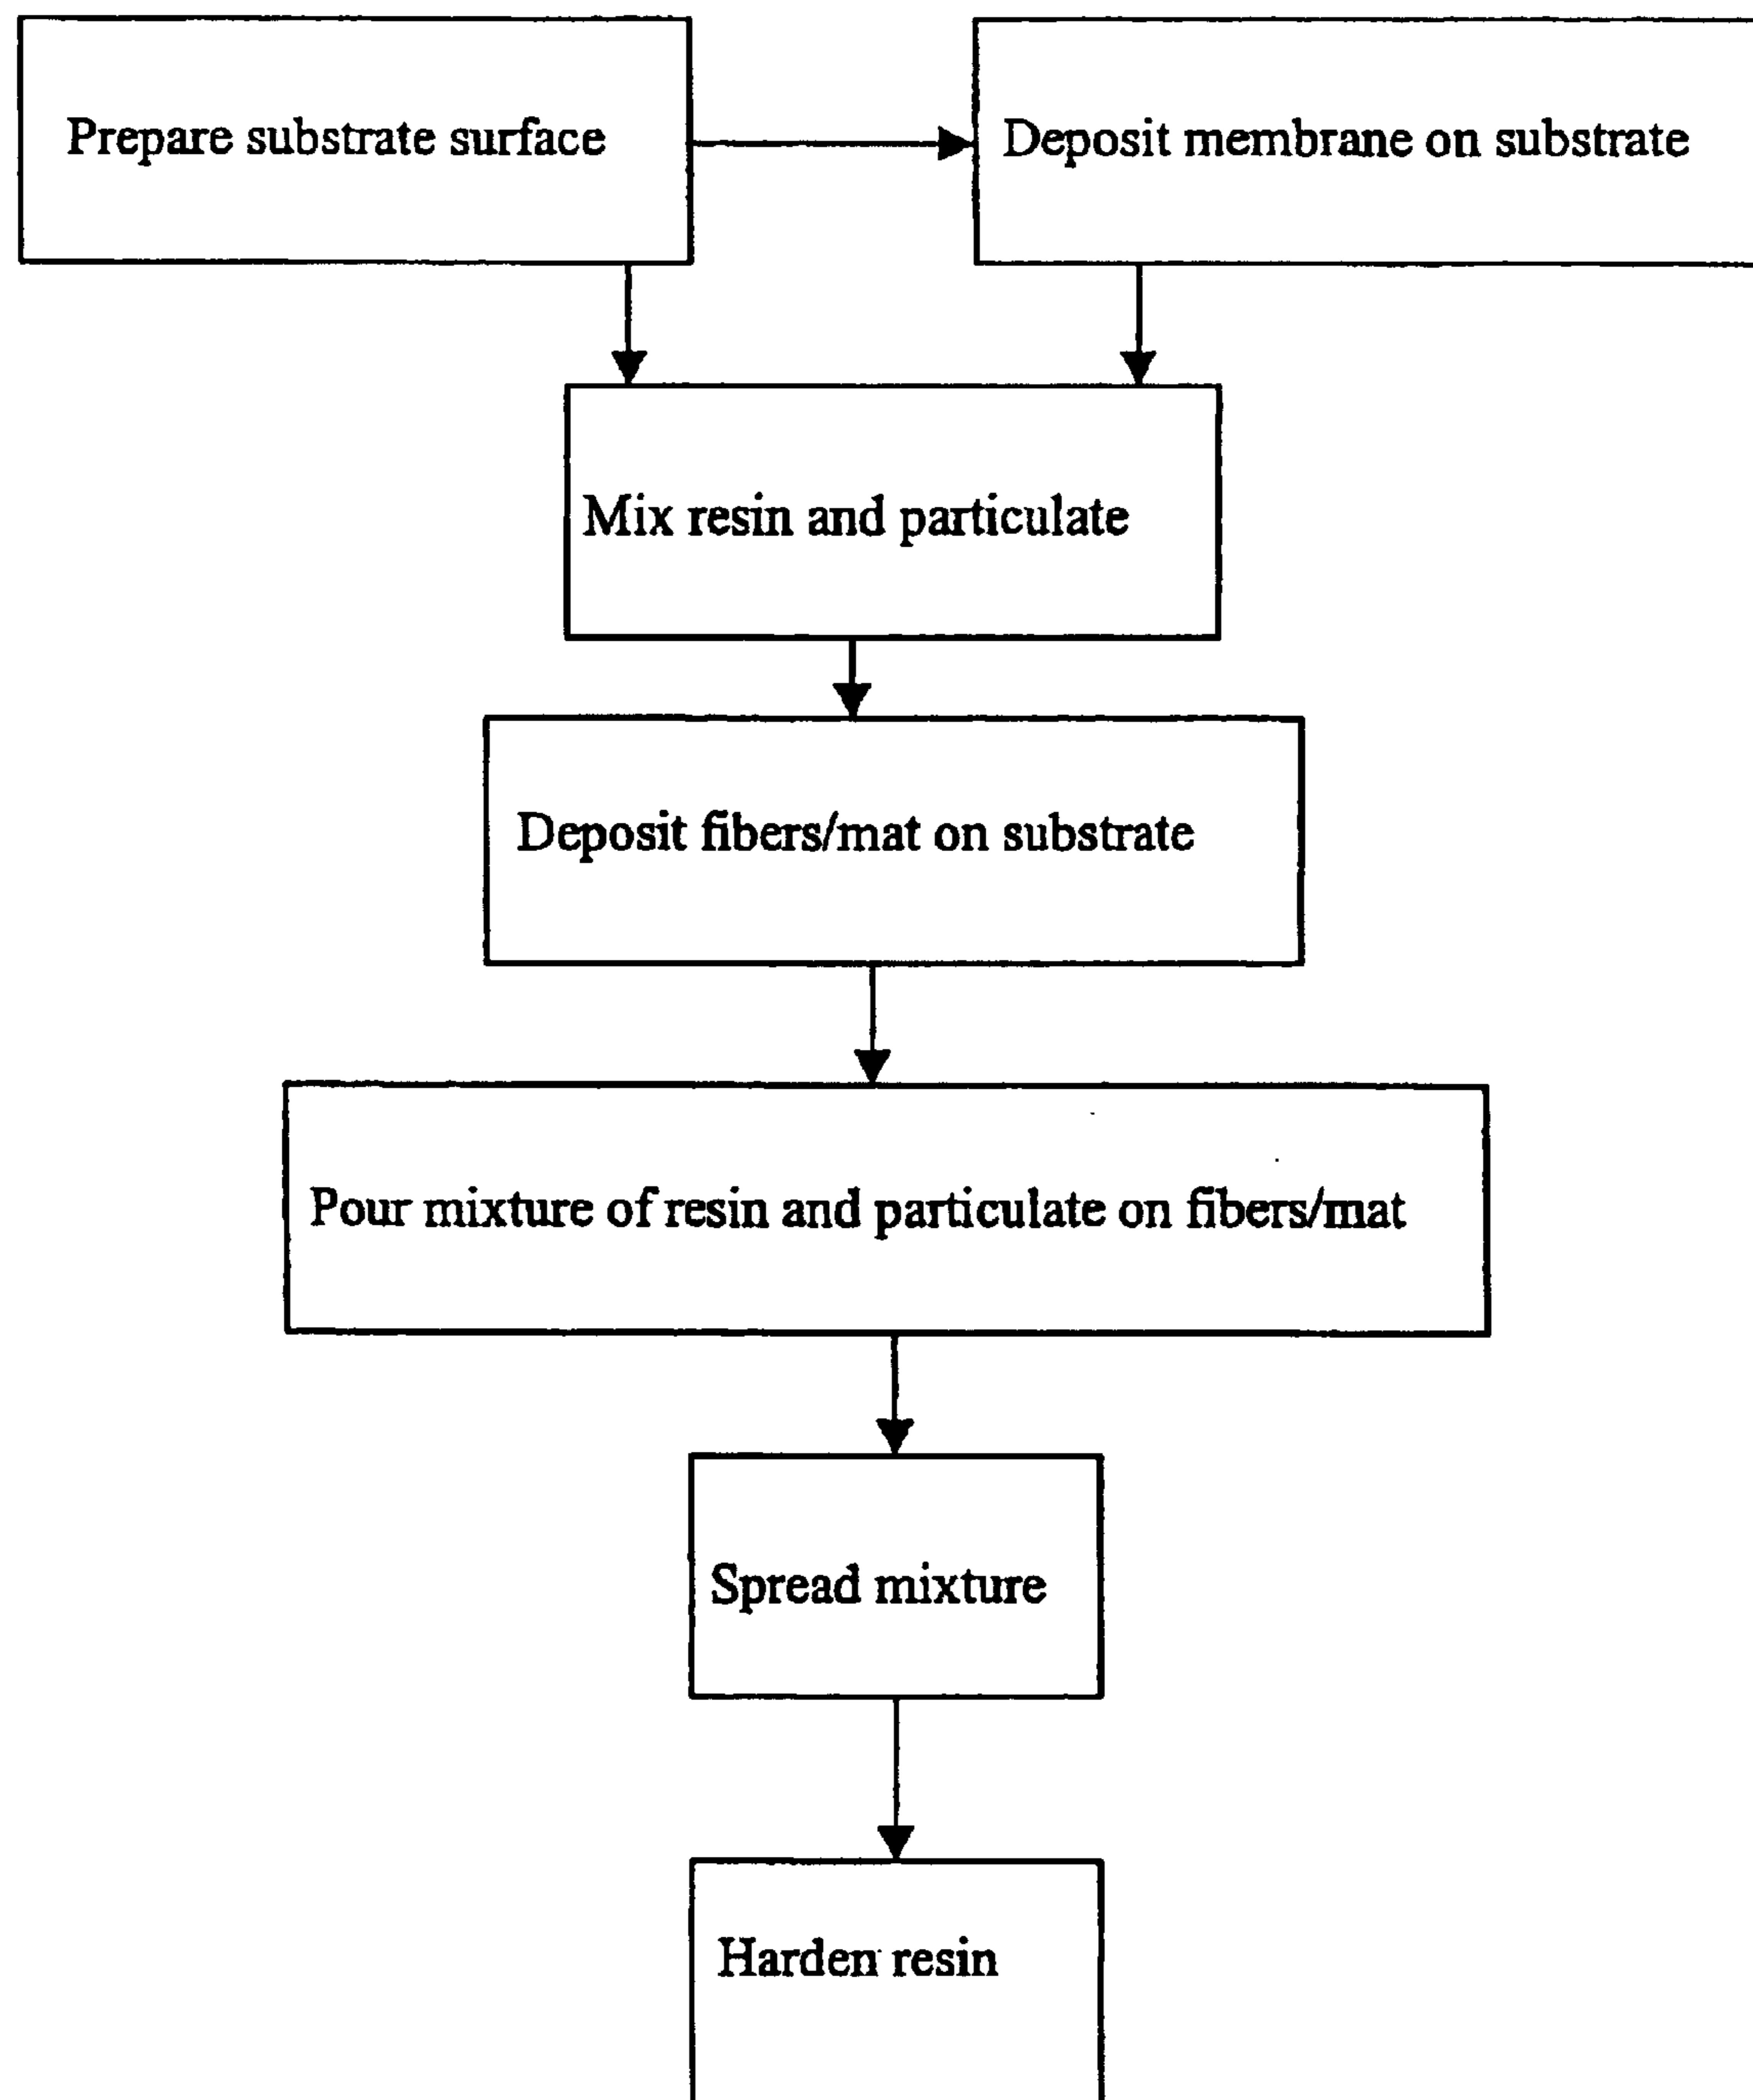 Prepare substrate surface
Deposit membrane on substrate
Mix resin and particulate
Deposit fibers/mat on substrate
Pour mixture of resin and particulate on fibers/mat
Spread mixture
Harden resin